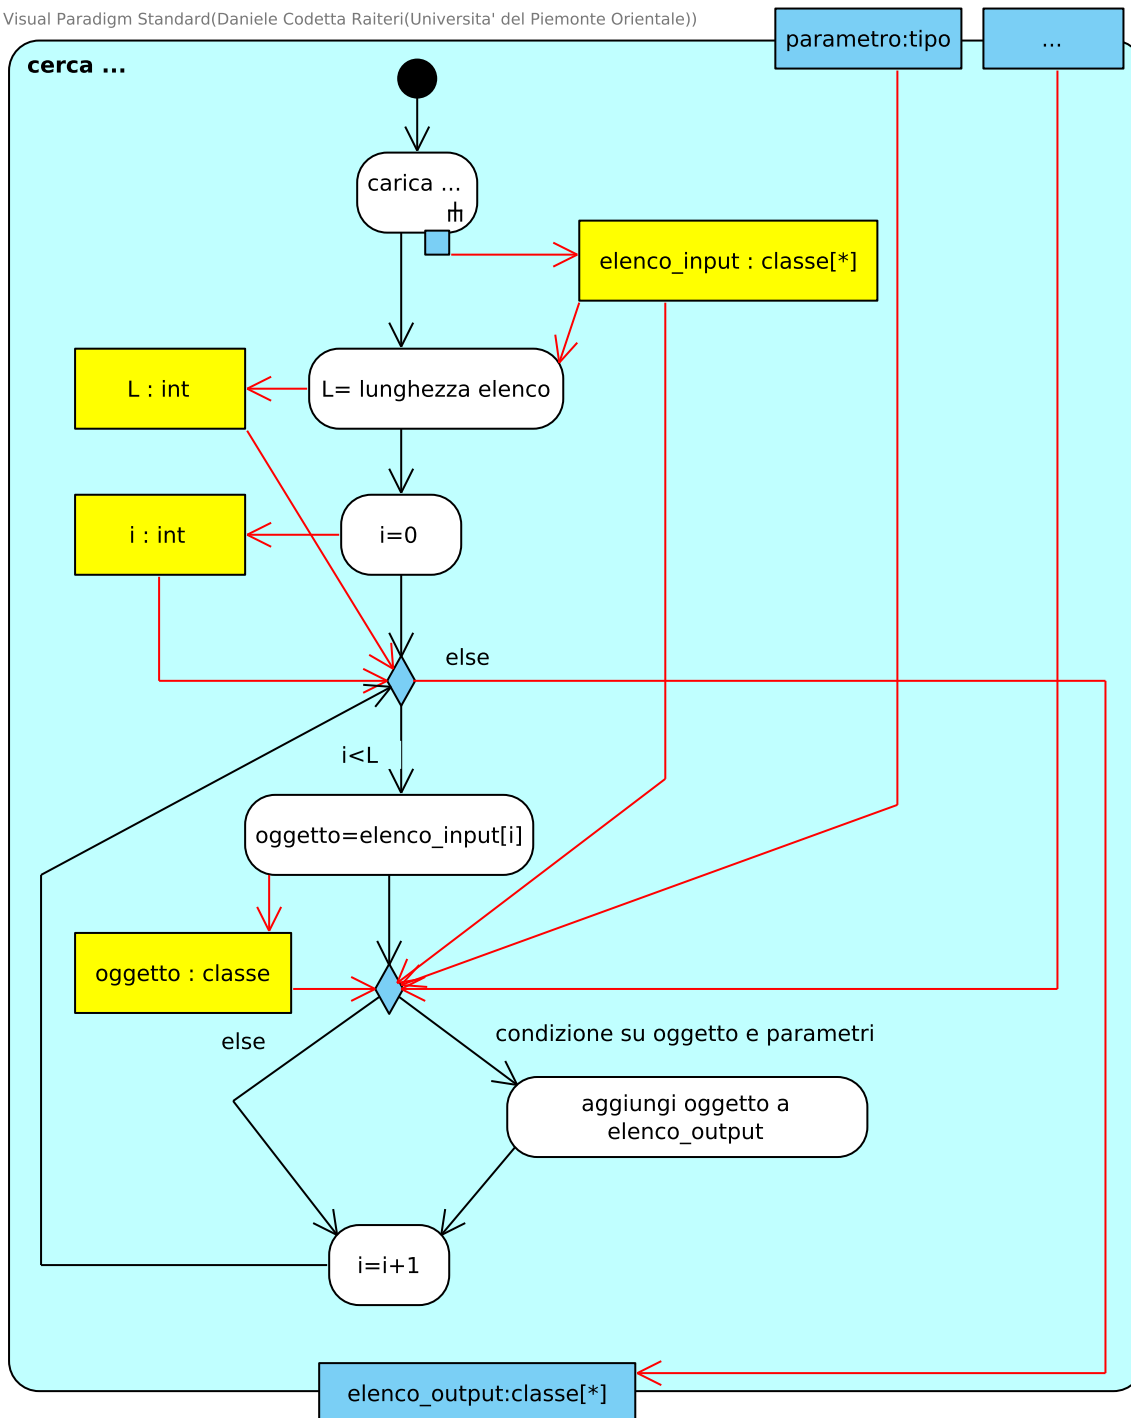 Visual Paradigm Standard(Daniele Codetta Raiteri(Universita' del Piemonte Orientale))
parametro:tipo
...
cerca ...
carica ...
elenco_input : classe[*]
L : int
L= lunghezza elenco
i : int
i=0
else
i<L
oggetto=elenco_input[i]
oggetto : classe
else
condizione su oggetto e parametri
aggiungi oggetto a
elenco_output
i=i+1
elenco_output:classe[*]